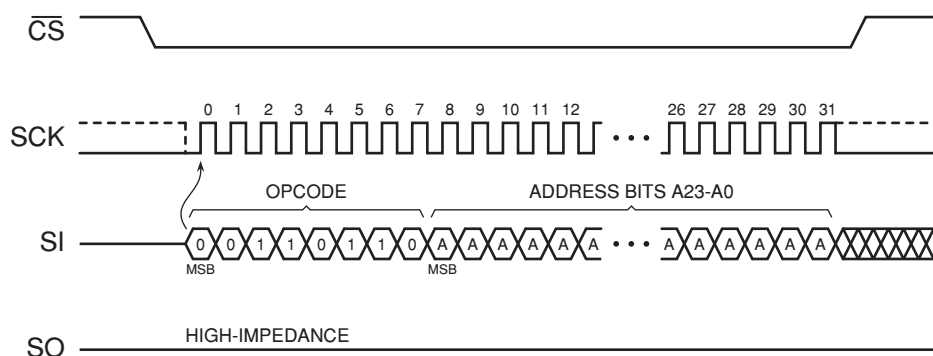 CS
0 1 2 3 4 5 6 7 8 9 10 11 12 26 27 28 29 30 31
SCK
OPCODE ADDRESS BITS A23-A0
SI 0 0 1 1 0 1 1 0 A A A A A A A A A A A A
MSB MSB
HIGH-IMPEDANCE
SO